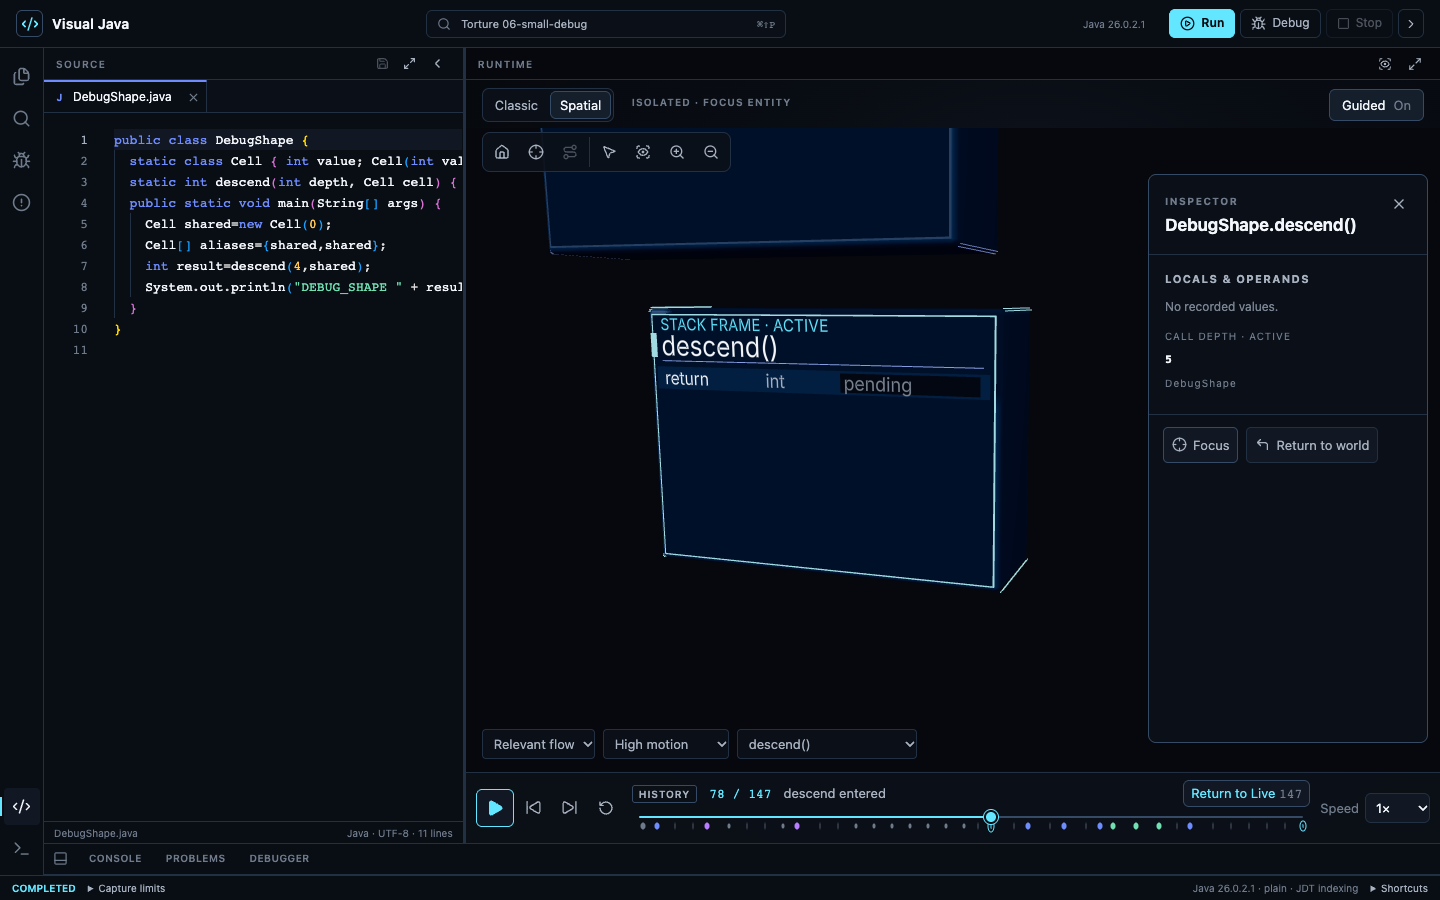 Visual Java
Torture 06-small-debug
⌘⇧P
Java 26.0.2.1
Run
Debug
Stop
SOURCE
J DebugShape.java
1 public class DebugShape {
2 static class Cell { int value; Cell(int val
3 static int descend(int depth, Cell cell) {
4 public static void main(String[] args) {
5 Cell shared=new Cell(0);
6 Cell[] aliases={shared,shared};
7 int result=descend(4,shared);
8 System.out.println("DEBUG_SHAPE " + resul
9 }
10 }
11
DebugShape.java
Java · UTF-8 · 11 lines
RUNTIME
Classic
Spatial
ISOLATED · FOCUS ENTITY
Guided On
STACK FRAME · ACTIVE
descend()
return int pending
INSPECTOR
DebugShape.descend()
LOCALS & OPERANDS
No recorded values.
CALL DEPTH · ACTIVE
5
DebugShape
Focus
Return to world
Relevant flow
High motion
descend()
HISTORY
78 / 147
descend entered
Return to Live 147
Speed
1×
CONSOLE
PROBLEMS
DEBUGGER
COMPLETED
Capture limits
Java 26.0.2.1 · plain · JDT indexing
Shortcuts